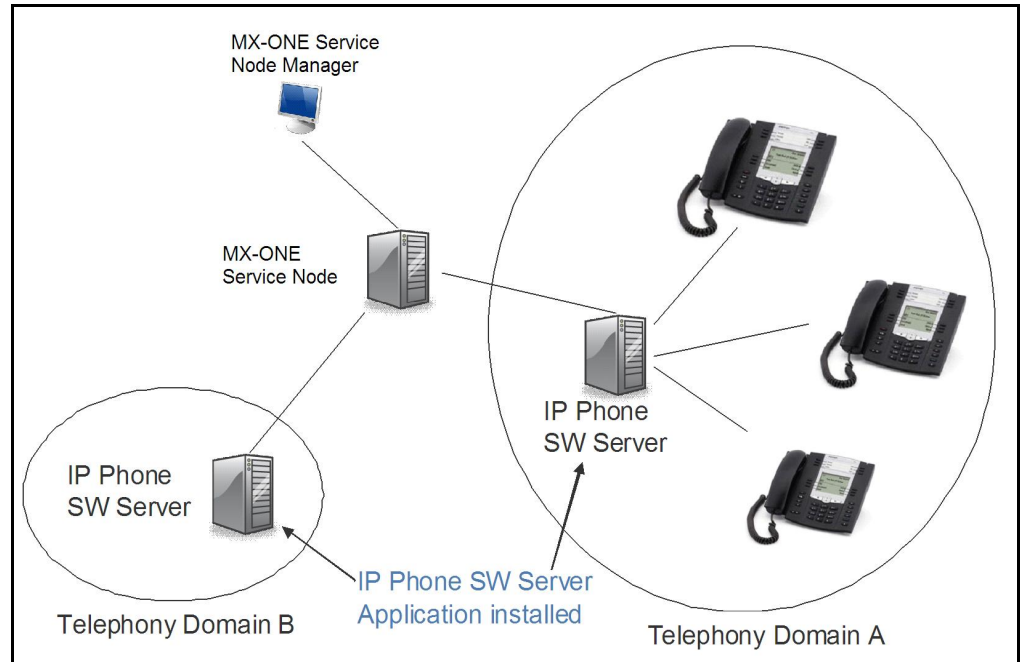 MX-ONE Service
Node Manager
MX-ONE
Service Node
IP Phone
SW Server
IP Phone
SW Server
IP Phone SW Server
Application installed
Telephony Domain B
Telephony Domain A